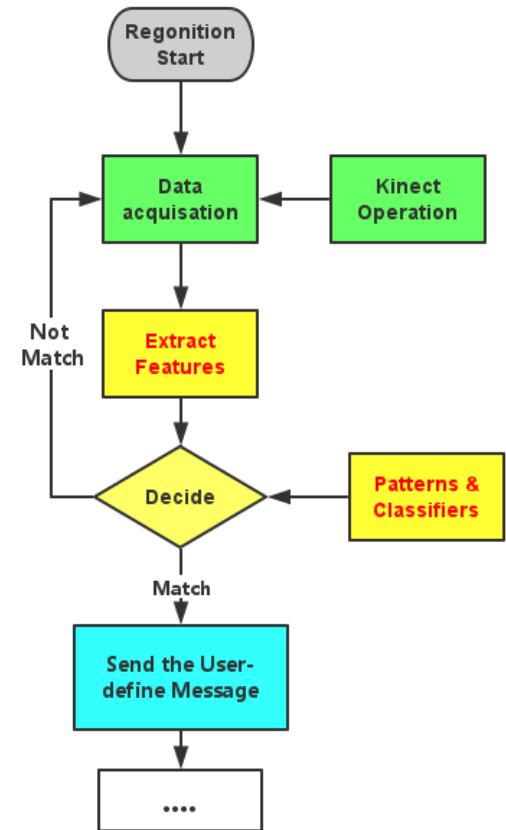 Regonition
Start
Data
acquisation
Kinect
Operation
Extract
Features
Not
Match
Decide
Patterns &
Classifiers
Match
Send the User-
define Message
....